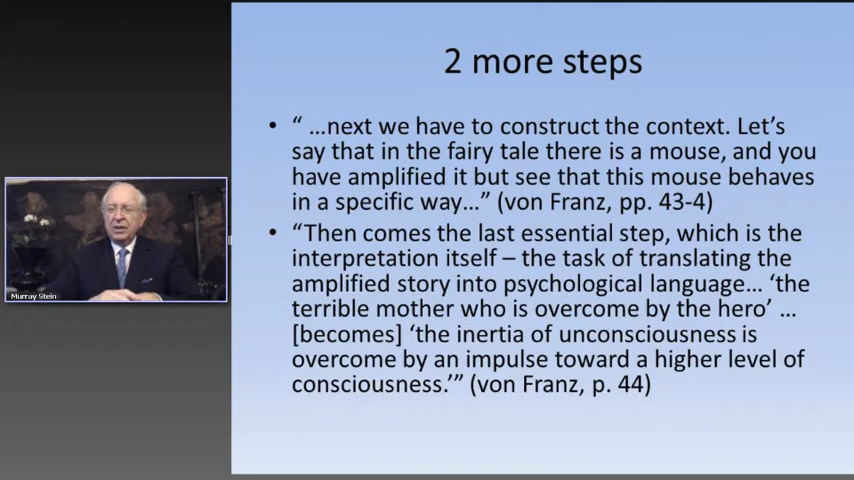 2 more steps
• “ …next we have to construct the context. Let’s
say that in the fairy tale there is a mouse, and you
have amplified it but see that this mouse behaves
in a specific way…” (von Franz, pp. 43-4)
• “Then comes the last essential step, which is the
interpretation itself – the task of translating the
amplified story into psychological language… ‘the
terrible mother who is overcome by the hero’ …
[becomes] ‘the inertia of unconsciousness is
overcome by an impulse toward a higher level of
consciousness.’” (von Franz, p. 44)
Murray Stein